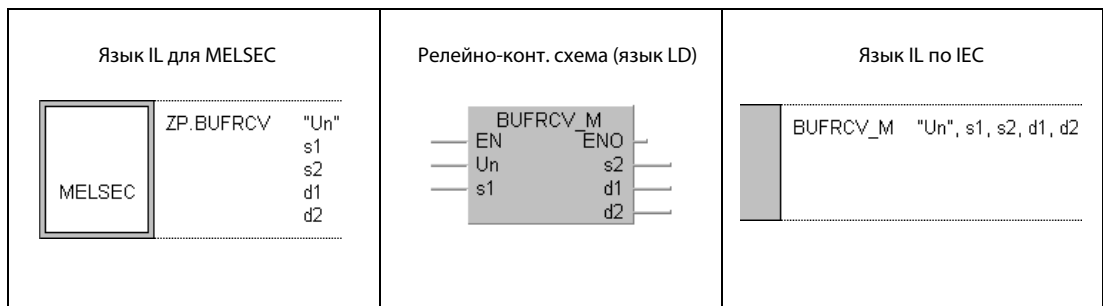 Язык IL для MELSEC
MELSEC
ZP.BUFRCV "Un"
s1
s2
d1
d2
Релейно-конт. схема (язык LD)
BUFRCV_M
EN ENO
Un s2
s1 d1
d2
Язык IL по IEC
BUFRCV_M "Un", s1, s2, d1, d2